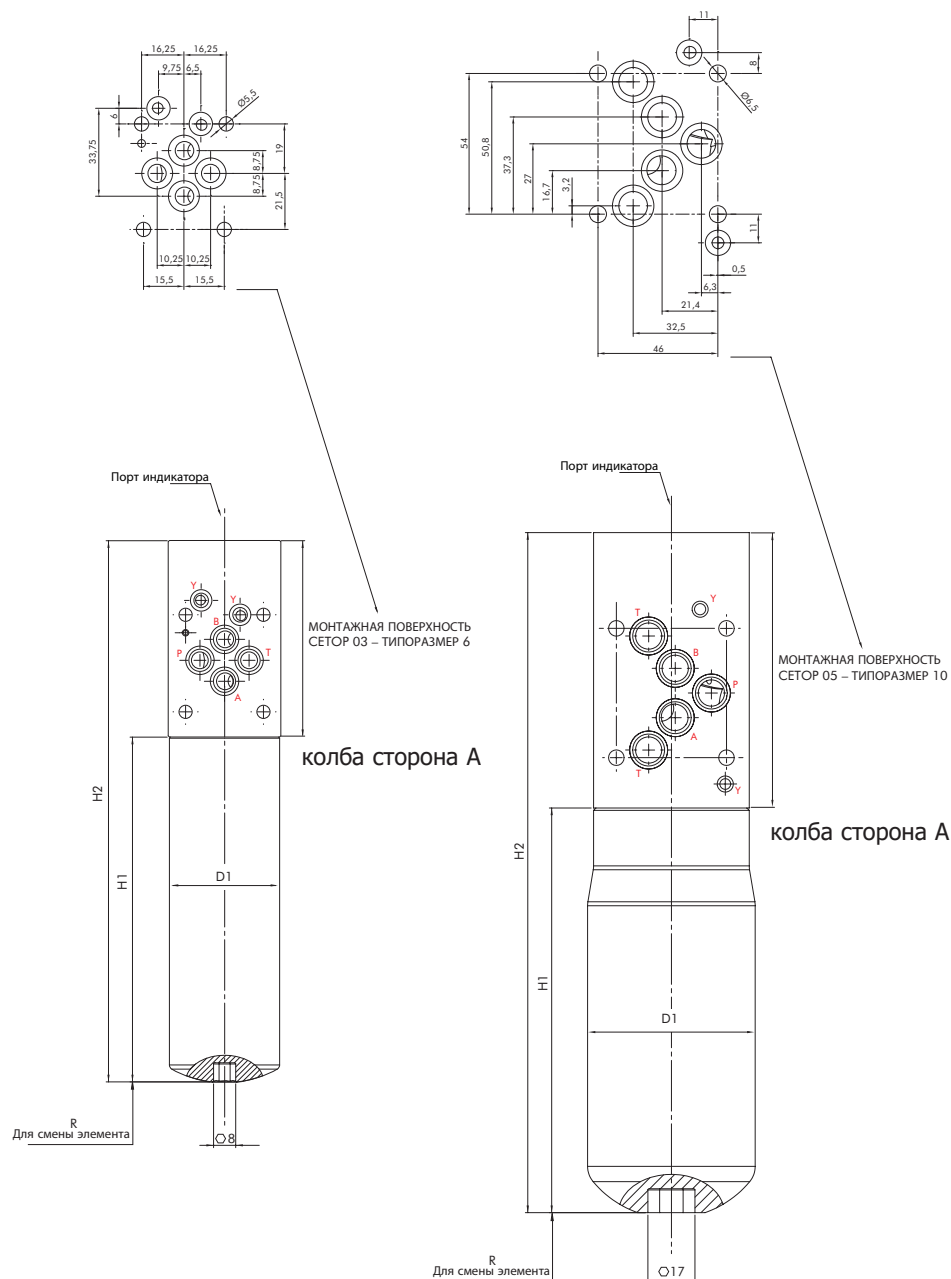 16,25
16,25
9,75
6,5
Ø5,5
6
33,75
8,75
8,75
19
21,5
10,25
10,25
15,5
15,5
11
8
Ø6,5
54
50,8
37,3
27
16,7
3,2
11
0,5
6,3
21,4
32,5
46
Порт индикатора
Y
Y
B
P
T
A
МОНТАЖНАЯ ПОВЕРХНОСТЬ
СЕТОР 03 – ТИПОРАЗМЕР 6
колба сторона А
H2
H1
D1
R
Для смены элемента
8
Порт индикатора
Y
T
B
P
A
T
Y
МОНТАЖНАЯ ПОВЕРХНОСТЬ
СЕТОР 05 – ТИПОРАЗМЕР 10
колба сторона А
H2
H1
D1
R
Для смены элемента
17